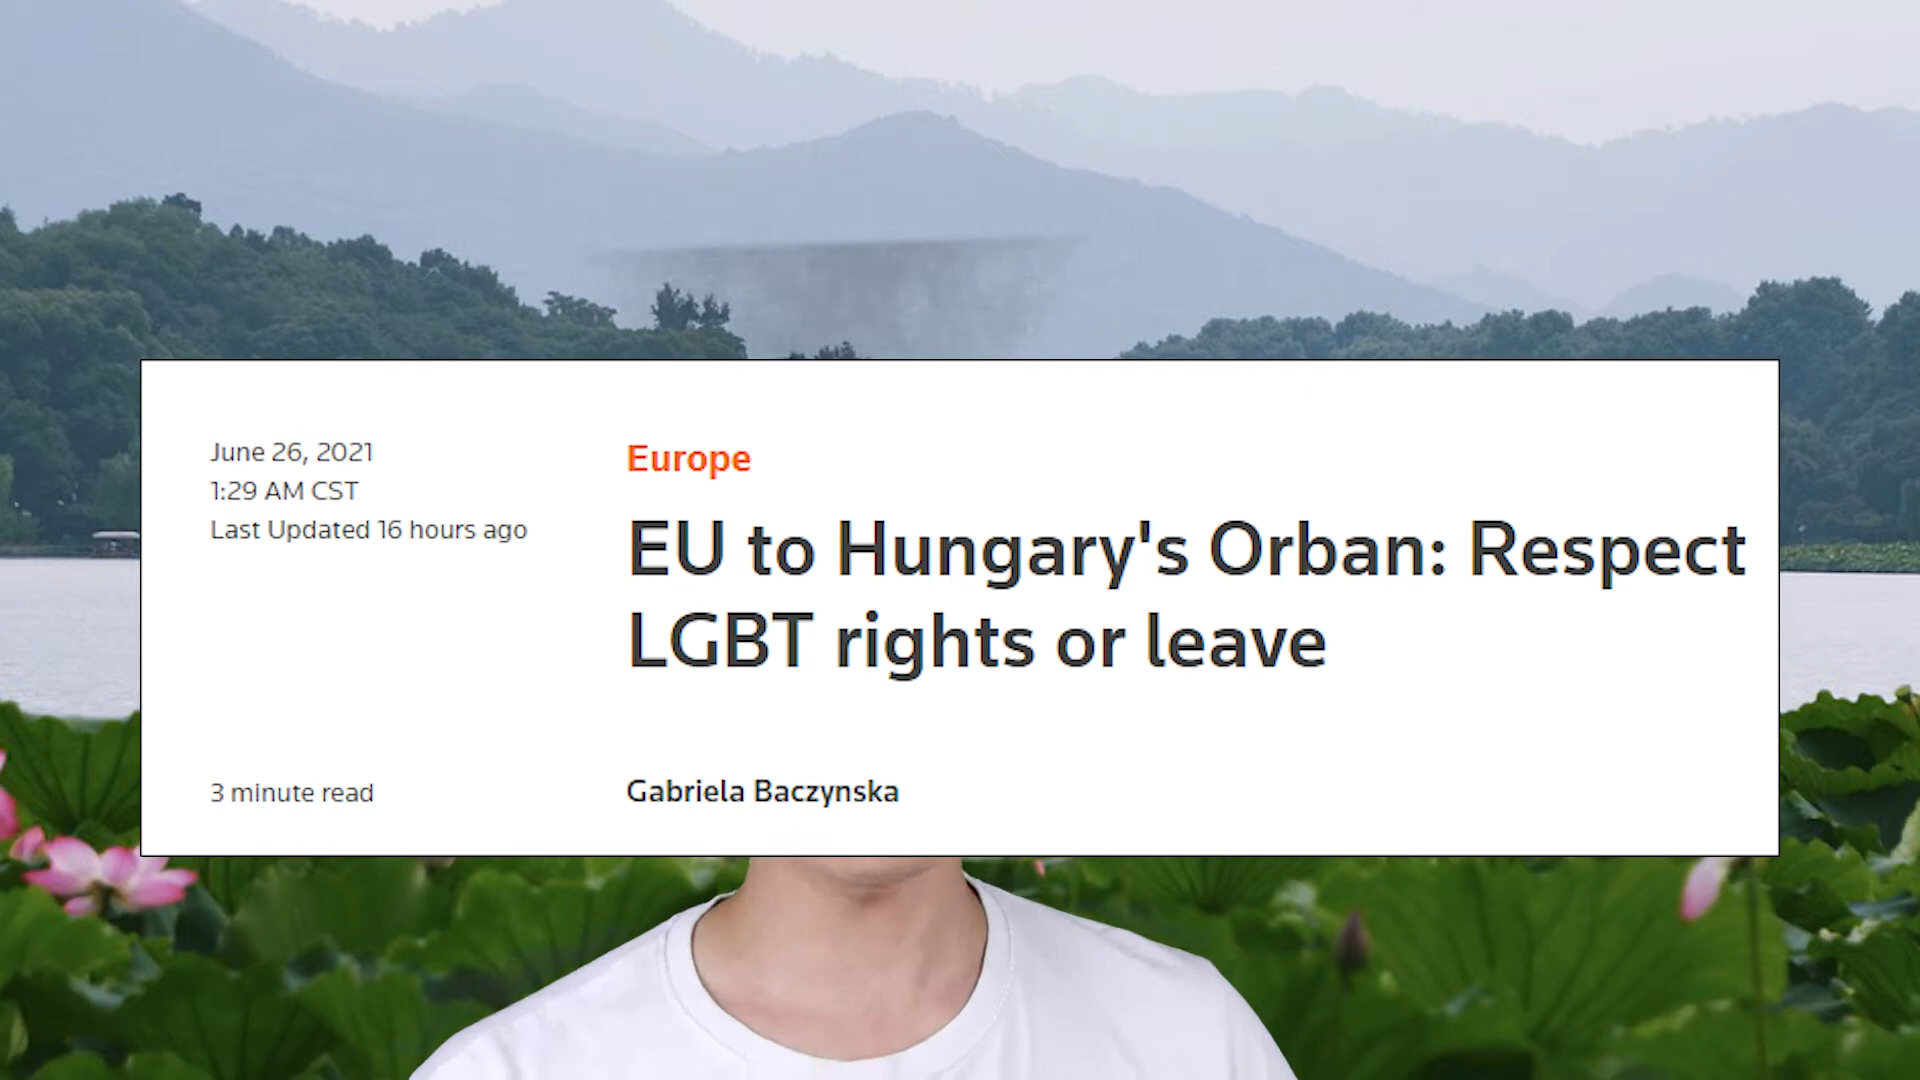 June 26, 2021
1:29 AM CST
Last Updated 16 hours ago
Europe
EU to Hungary's Orban: Respect
LGBT rights or leave
3 minute read
Gabriela Baczynska